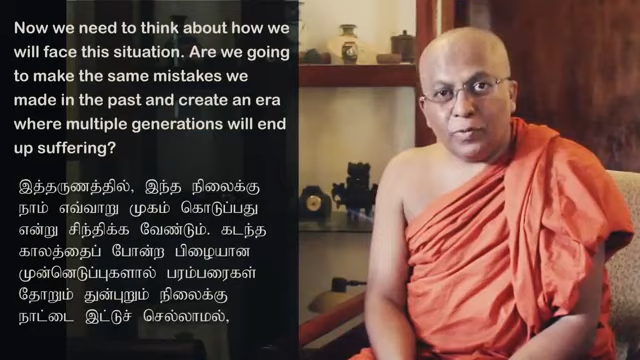 Now we need to think about how we
will face this situation. Are we going
to make the same mistakes we
made in the past and create an era
where multiple generations will end
up suffering?
இத்தருணத்தில், இந்த நிலைக்கு
நாம் எவ்வாறு முகம் கொடுப்பது
என்று சிந்திக்க வேண்டும். கடந்த
காலத்தைப் போன்ற பிழையான
முன்னெடுப்புகளால் பரம்பரைகள்
தோறும் துன்புறும் நிலைக்கு
நாட்டை இட்டுச் செல்லாமல்,